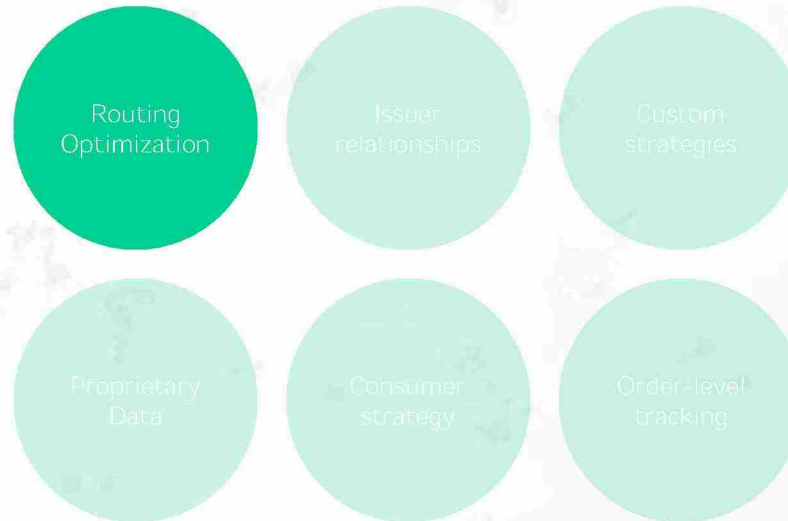 Routing
Optimization
Issuer
relationships
Custom
strategies
Proprietary
Data
Consumer
strategy
Order-level
tracking